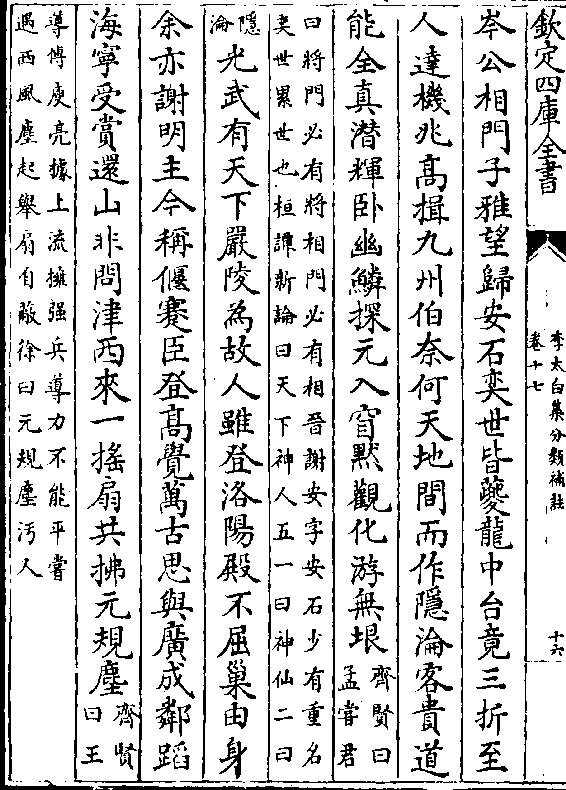 欽定四庫全書
李太白集分類補註
卷十七
十六
岑公相門子雅望歸安石奕世皆夔龍中台竟三折至
人達機兆高揖九州伯奈何天地間而作隱淪客貴道
能全真潛輝卧幽鱗探元入窅黙觀化游無垠齊賢曰
孟嘗君
曰將門必有將相門必有相晉謝安字安石少有重名
奕世累世也桓譚新論曰天下神人五一曰神仙二曰
隱
淪光武有天下嚴陵為故人雖登洛陽殿不屈巢由身
余亦謝明主今稱偃蹇臣登髙覺萬古思與廣成鄰蹈
海寧受賞還山非問津西來一搖扇共拂元規塵齊賢
曰王
導傳庾亮據上流擁强兵導力不能平嘗
遇西風塵起舉扇自蔽徐曰元規塵汚人